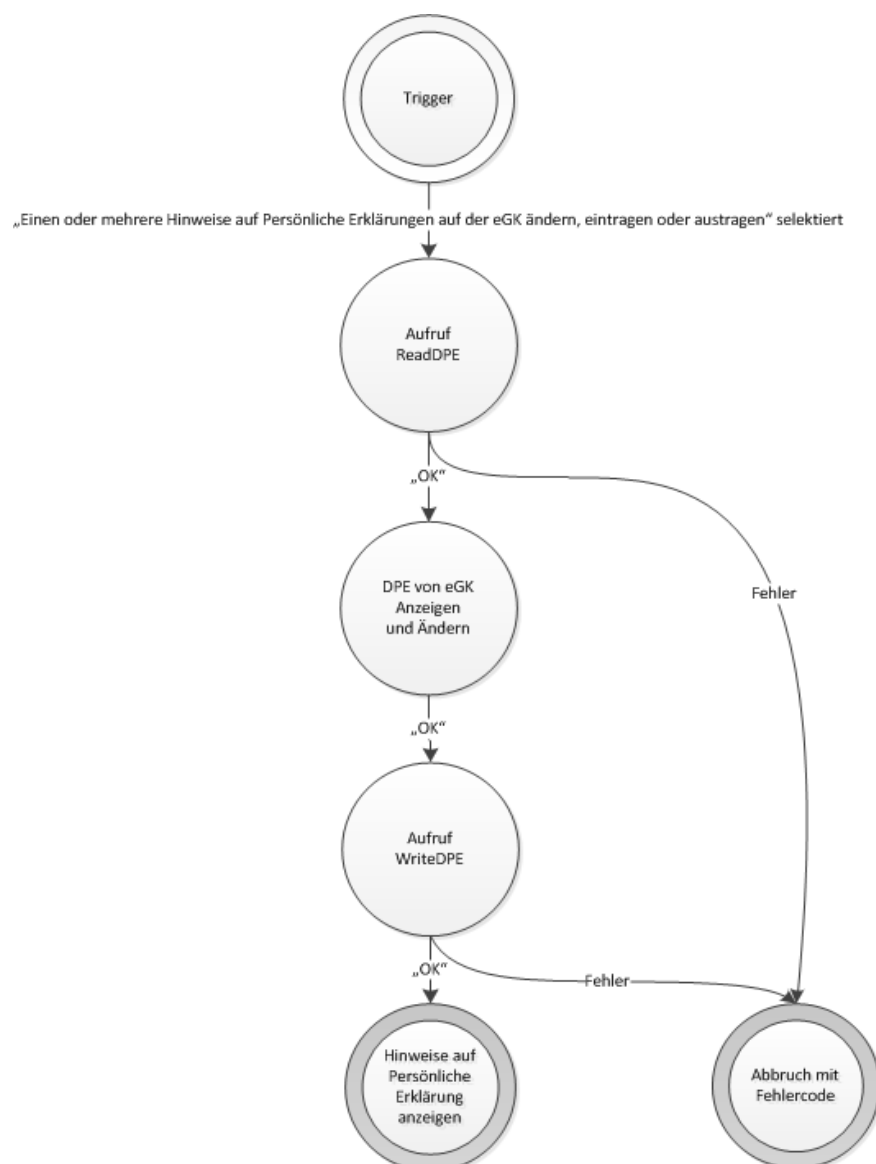 Trigger
„Einen oder mehrere Hinweise auf Persönliche Erklärungen auf der eGK ändern, eintragen oder austragen“ selektiert
Aufruf
ReadDPE
„OK“
DPE von eGK
Anzeigen
und Ändern
Fehler
„OK“
Aufruf
WriteDPE
„OK“
Fehler
Hinweise auf
Persönliche
Erklärung
anzeigen
Abbruch mit
Fehlercode